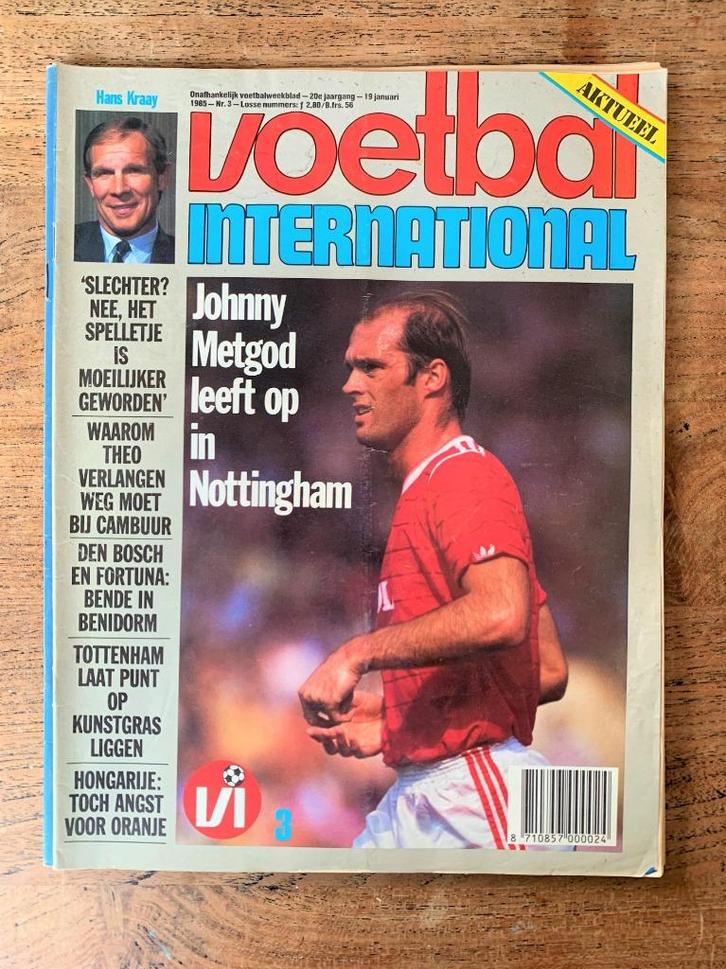 Hans Kraay
Onafhankelijk voetbalweekblad – 20e jaargang – 19 januari
1985 – Nr. 3 – Losse nummers: ƒ 2,80/B.frs. 56
voetbal
INTERNATIONAL
AKTUEEL
'SLECHTER?
NEE, HET
SPELLETJE
IS
MOEILIJKER
GEWORDEN'
WAAROM
THEO
VERLANGEN
WEG MOET
BIJ CAMBUUR
DEN BOSCH
EN FORTUNA:
BENDE IN
BENIDORM
TOTTENHAM
LAAT PUNT
OP
KUNSTGRAS
LIGGEN
HONGARIJE:
TOCH ANGST
VOOR ORANJE
Johnny
Metgod
leeft op
in
Nottingham
VI
3
8 710857 000024